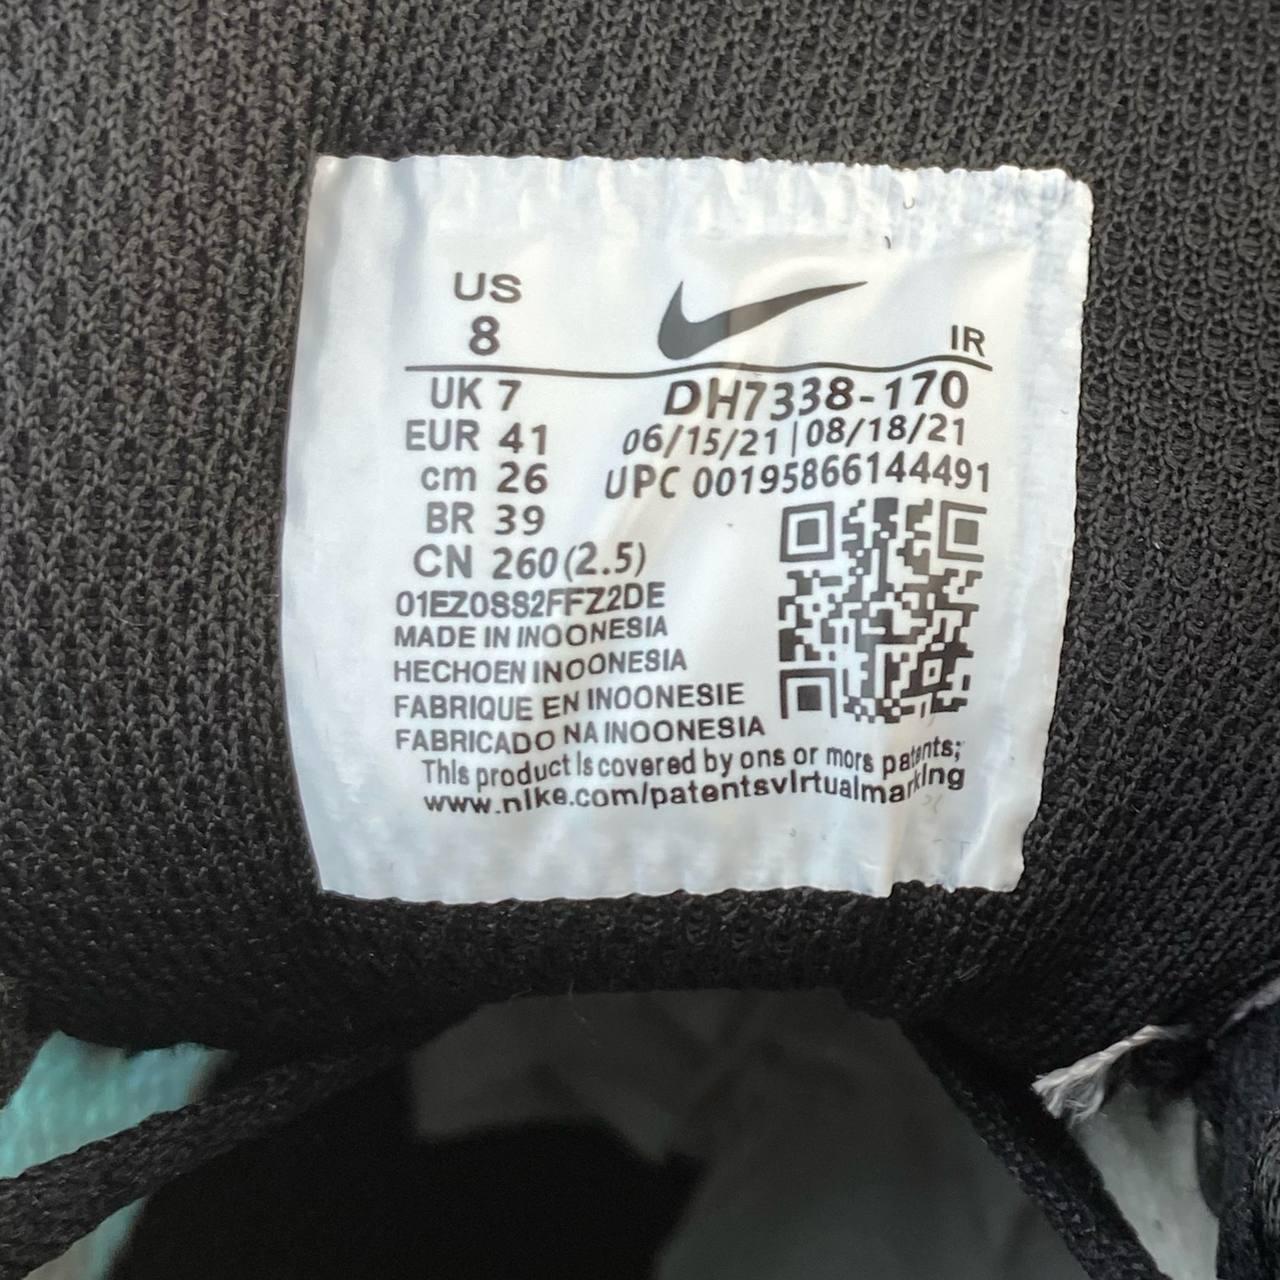 US
8
IR
UK 7
DH7338-170
EUR 41
06/15/21 | 08/18/21
cm 26
UPC 00195866144491
BR 39
CN 260(2.5)
01EZ0SS2FFZ2DE
MADE IN INOONESIA
HECHOEN INOONESIA
FABRIQUE EN INOONESIE
FABRICADO NA INOONESIA
This product Is covered by ons or mors patents;
www.nlke.com/patentsvlrtualmarkIng